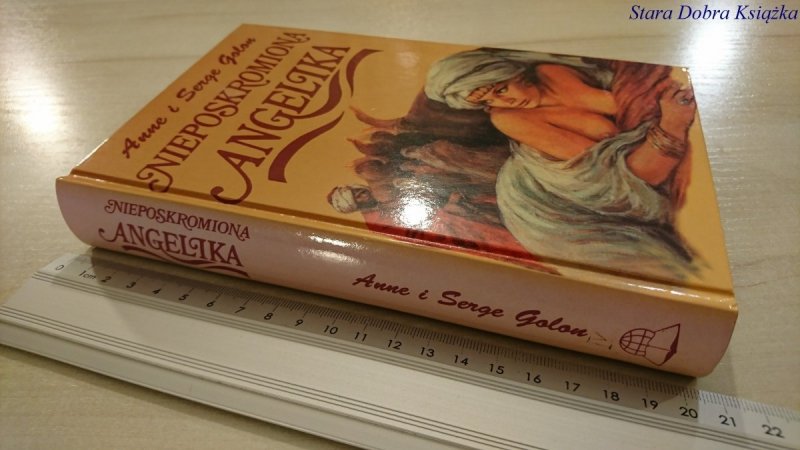 Stara Dobra Książka
Anne i Serge Golon
NIEPOSKROMIONA
ANGELIKA
NIEPOSKROMIONA
ANGELIKA
Anne i Serge Golon
0 1cm 2 3 4 5 6 7 8 9 10 11 12 13 14 15 16 17 18 19 20 21 22